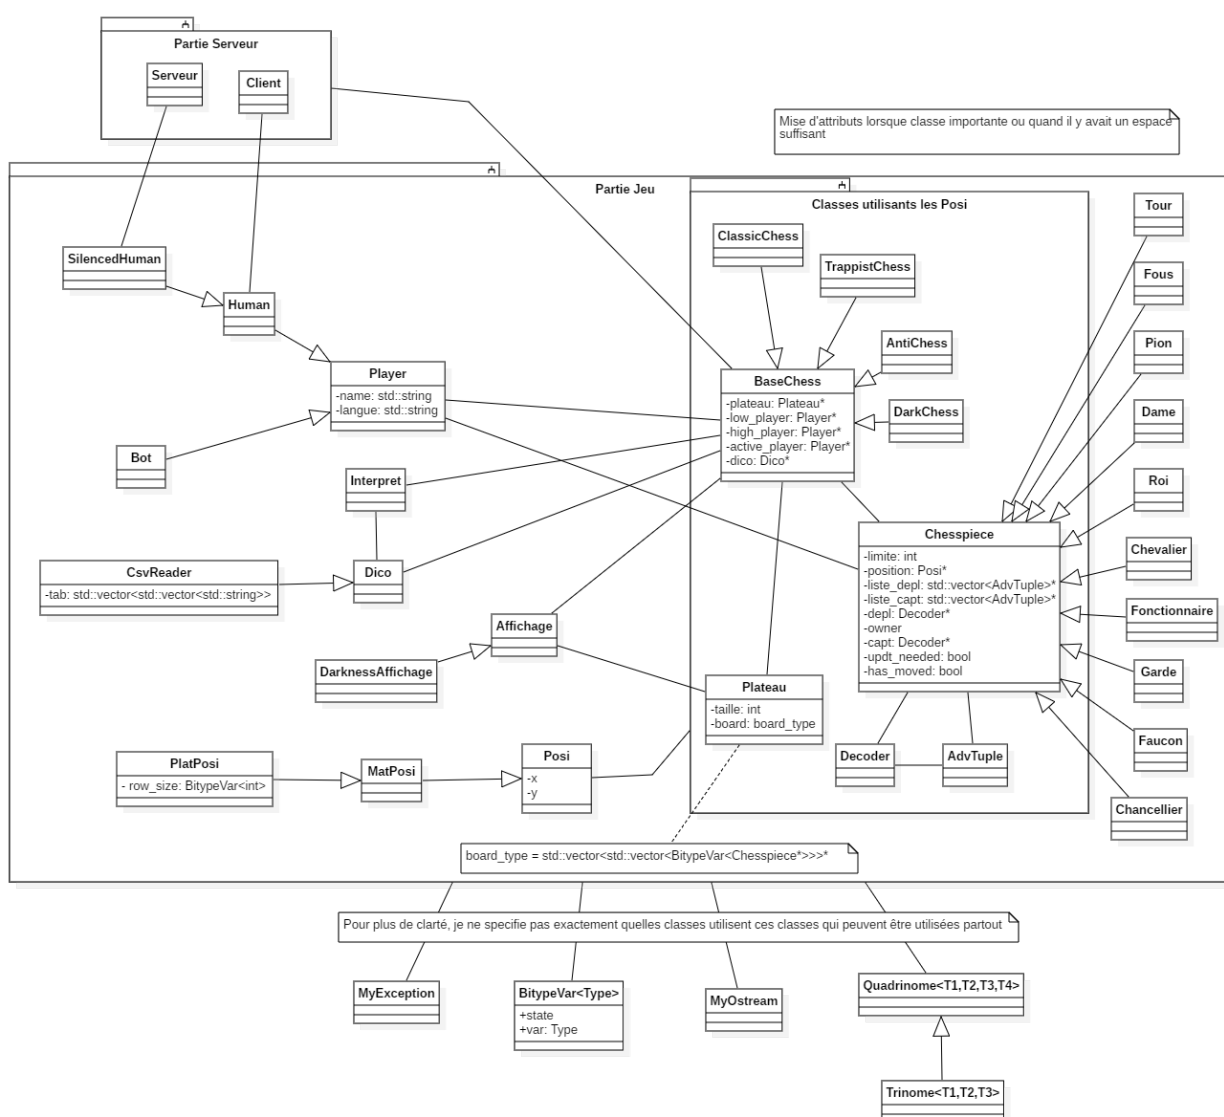 Partie Serveur
Serveur
Client
Mise d'attributs lorsque classe importante ou quand il y avait un espace
suffisant
Partie Jeu
Classes utilisants les Posi
ClassicChess
TrappistChess
AntiChess
DarkChess
BaseChess
-plateau: Plateau*
-low_player: Player*
-high_player: Player*
-active_player: Player*
-dico: Dico*
SilencedHuman
Human
Player
-name: std::string
-langue: std::string
Bot
Interpret
CsvReader
-tab: std::vector<std::vector<std::string>>
Dico
Affichage
DarknessAffichage
PlatPosi
- row_size: BitypeVar<int>
MatPosi
Posi
-x
-y
Plateau
-taille: int
-board: board_type
Chesspiece
-limite: int
-position: Posi*
-liste_depl: std::vector<AdvTuple>*
-liste_capt: std::vector<AdvTuple>*
-depl: Decoder*
-owner
-capt: Decoder*
-updt_needed: bool
-has_moved: bool
Decoder
AdvTuple
Tour
Fous
Pion
Dame
Roi
Chevalier
Fonctionnaire
Garde
Faucon
Chancellier
board_type = std::vector<std::vector<BitypeVar<Chesspiece*>>>*
Pour plus de clarté, je ne specifie pas exactement quelles classes utilisent ces classes qui peuvent être utilisées partout
MyException
BitypeVar<Type>
+state
+var: Type
MyOstream
Quadrinome<T1,T2,T3,T4>
Trinome<T1,T2,T3>